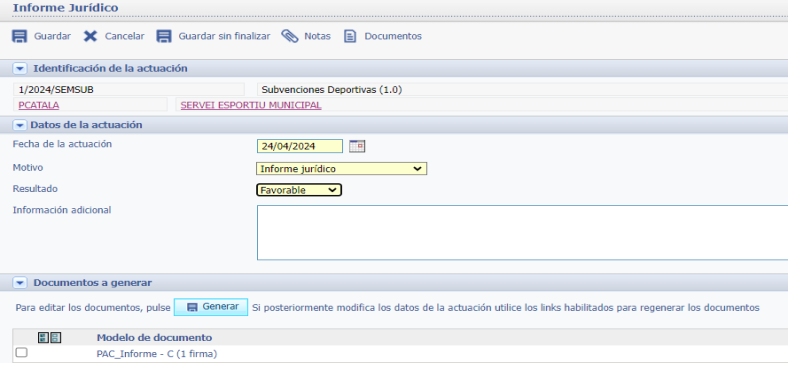 Informe Jurídico
Guardar Cancelar Guardar sin finalizar Notas Documentos
Identificación de la actuación
1/2024/SEMSUB Subvenciones Deportivas (1.0)
PCATALA SERVEI ESPORTIU MUNICIPAL
Datos de la actuación
Fecha de la actuación 24/04/2024
Motivo Informe jurídico
Resultado Favorable
Información adicional
Documentos a generar
Para editar los documentos, pulse Generar Si posteriormente modifica los datos de la actuación utilice los links habilitados para regenerar los documentos
Modelo de documento
PAC_Informe - C (1 firma)